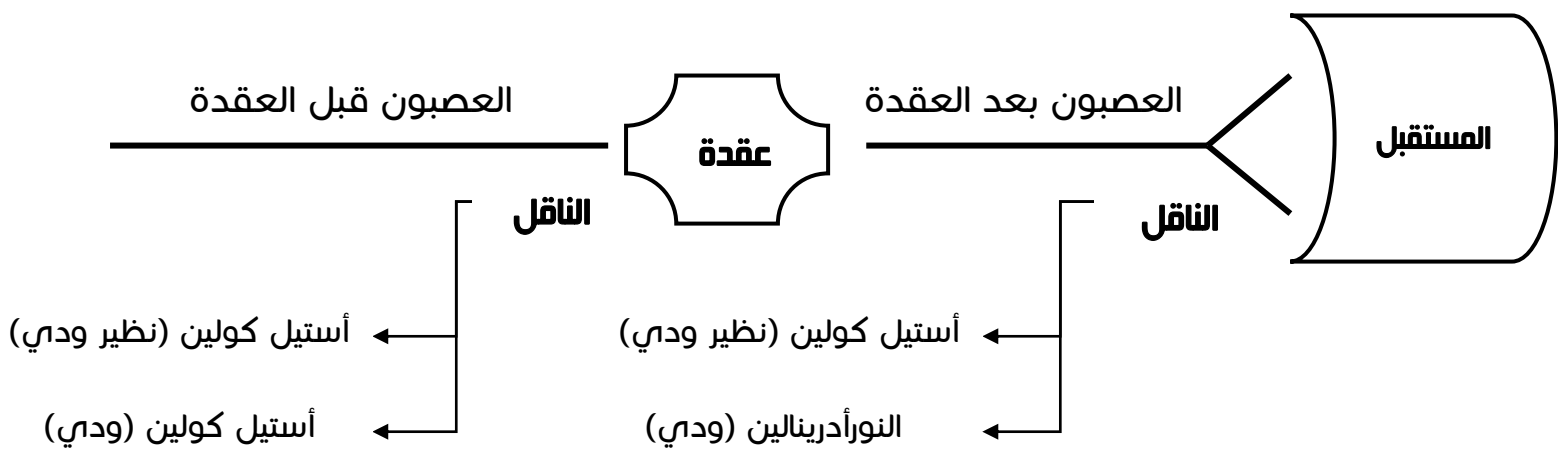 العصبون بعد العقدة
العصبون قبل العقدة
المستقبل
عقدة
الناقل
الناقل
أستيل كولين (نظير ودي)
أستيل كولين (نظير ودي)
النورأدرينالين (ودي)
أستيل كولين (ودي)